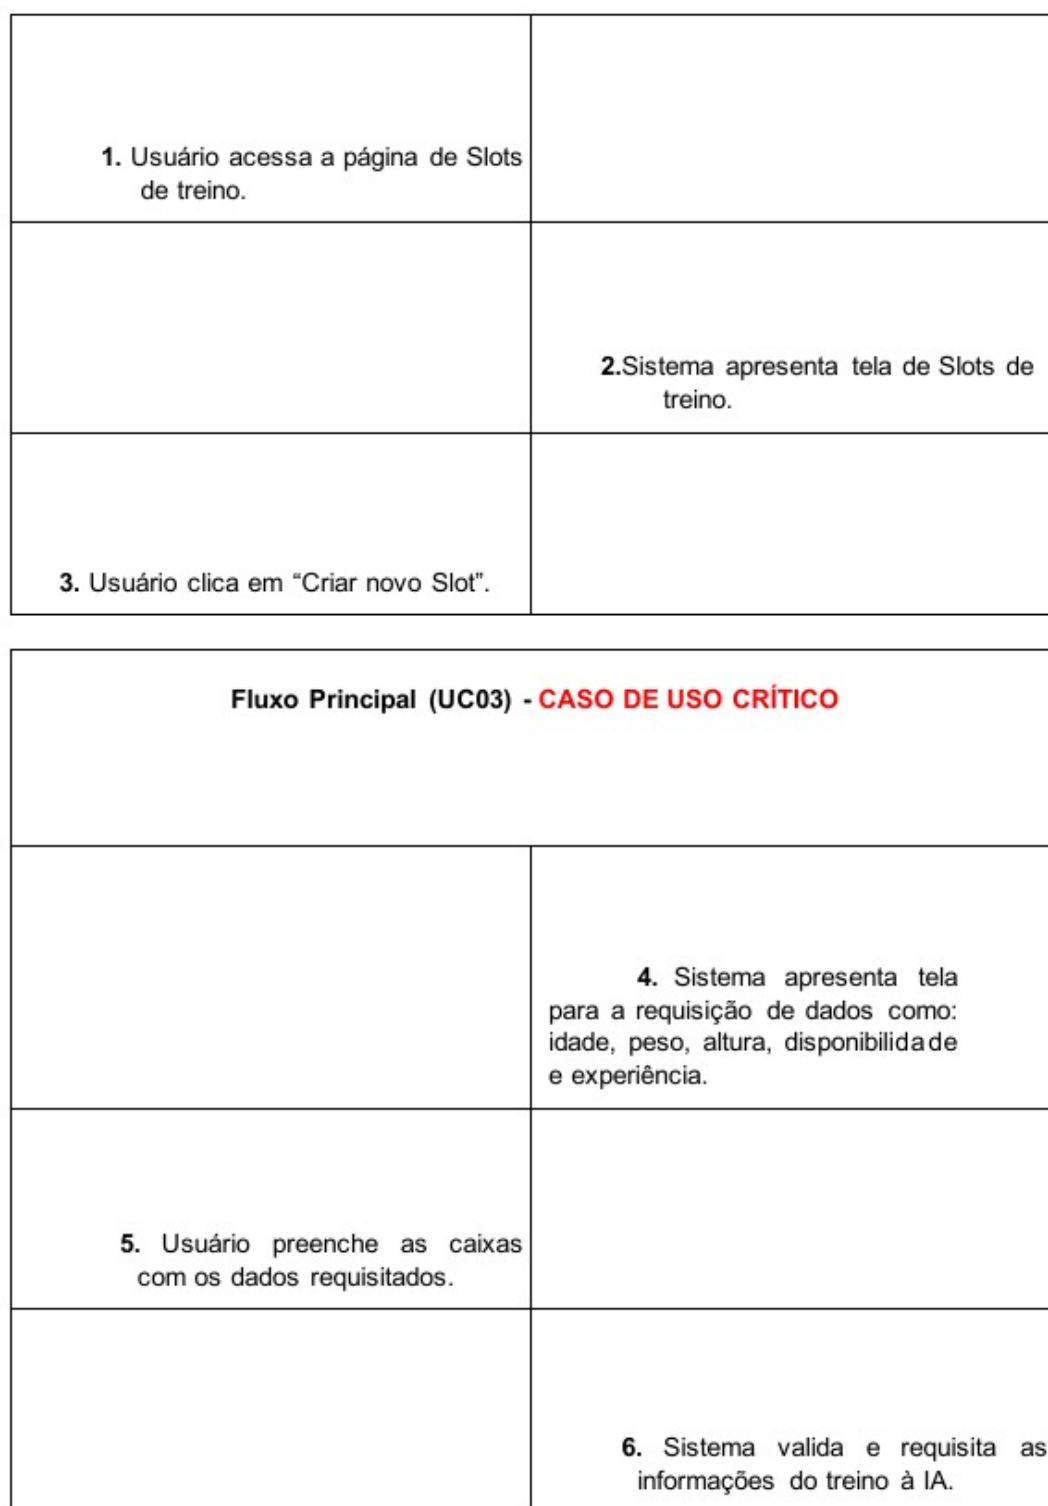 1. Usuário acessa a página de Slots
de treino.
2.Sistema apresenta tela de Slots de
treino.
3. Usuário clica em “Criar novo Slot”.
Fluxo Principal (UC03) - CASO DE USO CRÍTICO
4. Sistema apresenta tela
para a requisição de dados como:
idade, peso, altura, disponibilidade
e experiência.
5. Usuário preenche as caixas
com os dados requisitados.
6. Sistema valida e requisita as
informações do treino à IA.